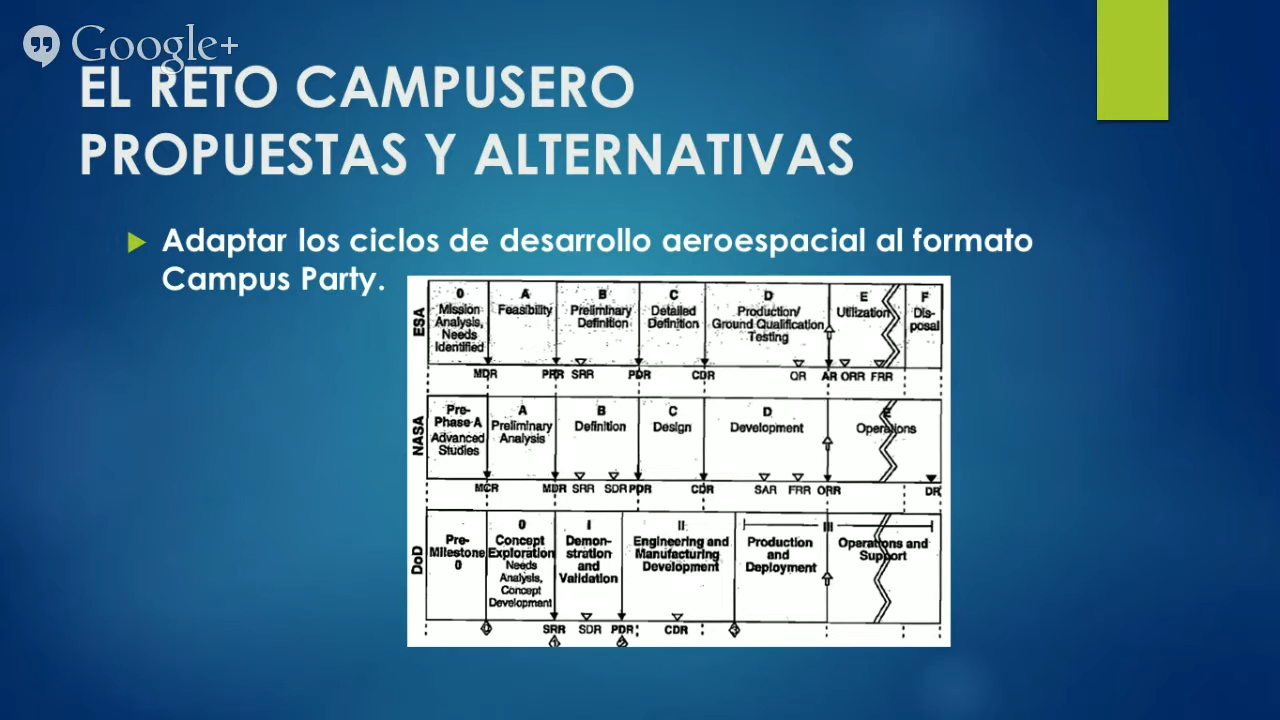 Google+
EL RETO CAMPUSERO
PROPUESTAS Y ALTERNATIVAS
Adaptar los ciclos de desarrollo aeroespacial al formato
Campus Party.
ESA
0
Mission
Analysis,
Needs
Identified
A
Feasibility
B
Preliminary
Definition
C
Detailed
Definition
D
Production/
Ground Qualification
Testing
E
Utilization
F
Dis-
posal
MDR PRR SRR PDR CDR QR AR ORR FRR
NASA
Pre-
Phase A
Advanced
Studies
A
Preliminary
Analysis
B
Definition
C
Design
D
Development
E
Operations
MCR MDR SRR SDR PDR CDR SAR FRR ORR DR
DoD
Pre-
Milestone
0
0
Concept
Exploration
Needs
Analysis,
Concept
Development
I
Demon-
stration
and
Validation
II
Engineering and
Manufacturing
Development
III
Production
and
Deployment
Operations and
Support
0 SRR SDR PDR CDR 3
1 2